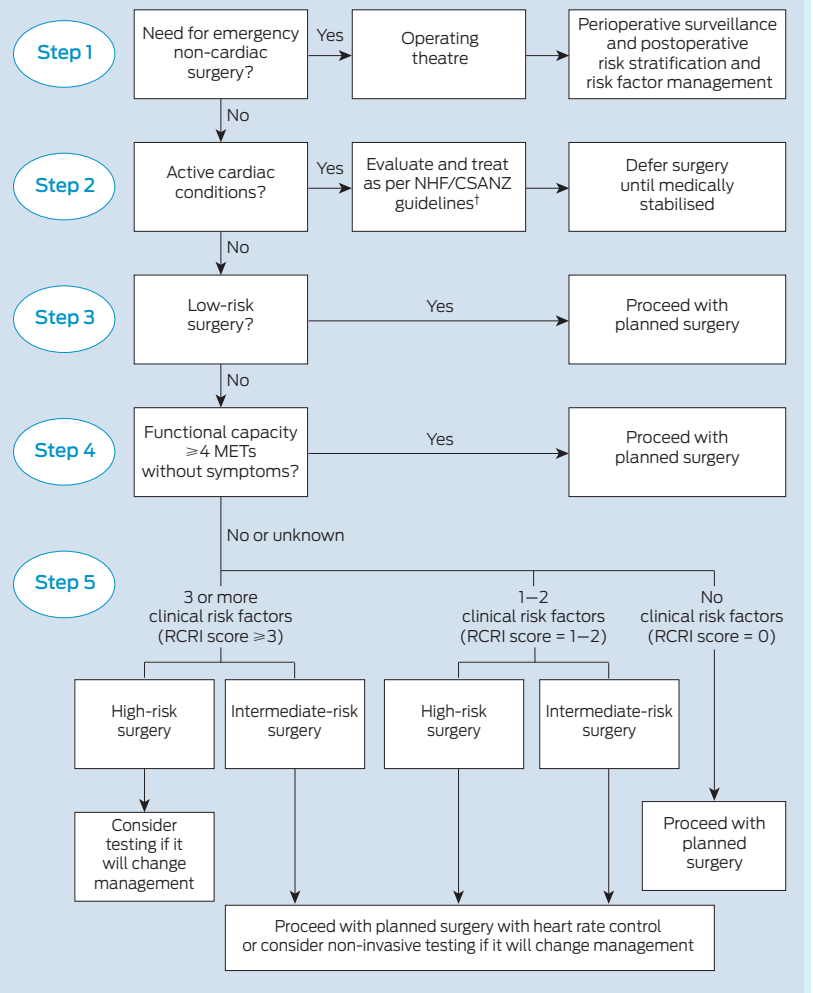 Step 1
Need for emergency
non-cardiac
surgery?
Yes
Operating
theatre
Perioperative surveillance
and postoperative
risk stratification and
risk factor management
No
Step 2
Active cardiac
conditions?
Yes
Evaluate and treat
as per NHF/CSANZ
guidelines†
Defer surgery
until medically
stabilised
No
Step 3
Low-risk
surgery?
Yes
Proceed with
planned surgery
No
Step 4
Functional capacity
⩾4 METs
without symptoms?
Yes
Proceed with
planned surgery
No or unknown
Step 5
3 or more
clinical risk factors
(RCRI score ⩾3)
1–2
clinical risk factors
(RCRI score = 1–2)
No
clinical risk factors
(RCRI score = 0)
High-risk
surgery
Intermediate-risk
surgery
High-risk
surgery
Intermediate-risk
surgery
Consider
testing if it
will change
management
Proceed with
planned
surgery
Proceed with planned surgery with heart rate control
or consider non-invasive testing if it will change management